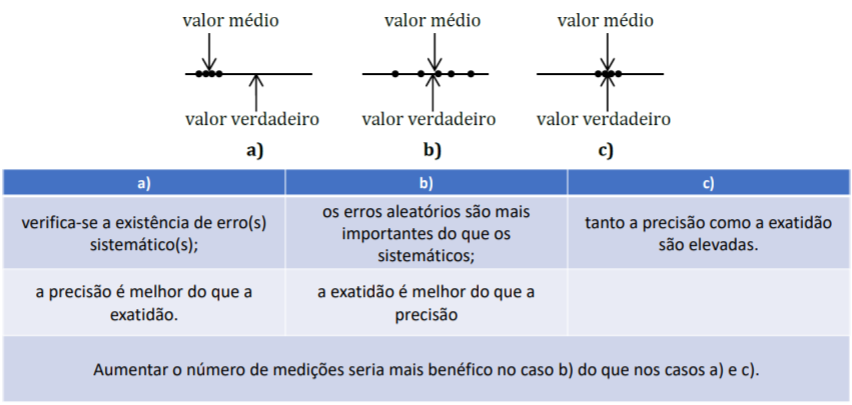 valor médio valor médio valor médio
valor verdadeiro valor verdadeiro valor verdadeiro
a) b) c)
a) b) c)
verifica-se a existência de erro(s)
sistemático(s);
os erros aleatórios são mais
importantes do que os
sistemáticos;
tanto a precisão como a exatidão
são elevadas.
a precisão é melhor do que a
exatidão.
a exatidão é melhor do que a
precisão
Aumentar o número de medições seria mais benéfico no caso b) do que nos casos a) e c).